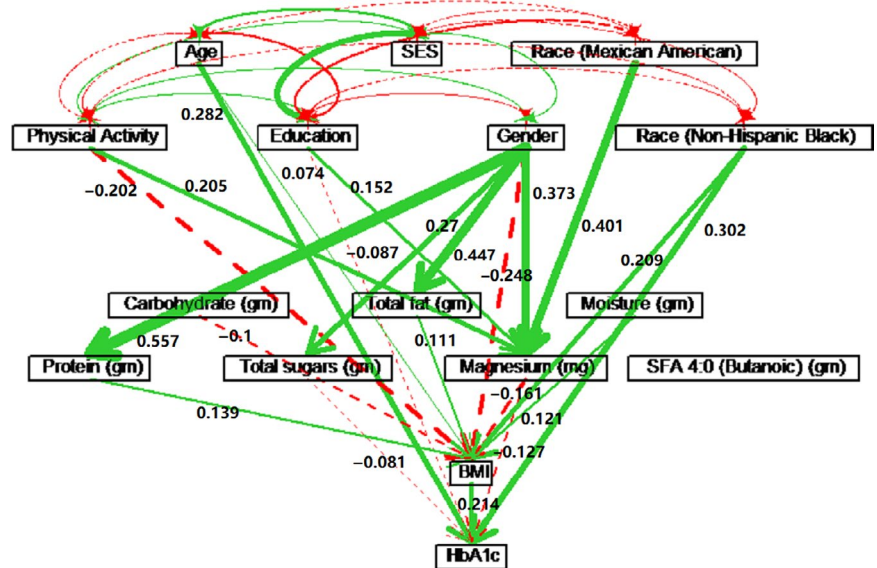 Age SES Race (Mexican American)
Physical Activity Education Gender Race (Non-Hispanic Black)
0.282
−0.202 0.205 0.074 0.152 0.373
0.27 0.401 0.302
−0.087 0.447 −0.248 0.209
Carbohydrate (gm) Total fat (gm) Moisture (gm)
0.557 −0.1 0.111
Protein (gm) Total sugars (gm) Magnesium (mg) SFA 4:0 (Butanoic) (gm)
−0.161
0.139 0.121
−0.127
−0.081 BMI
0.214
HbA1c